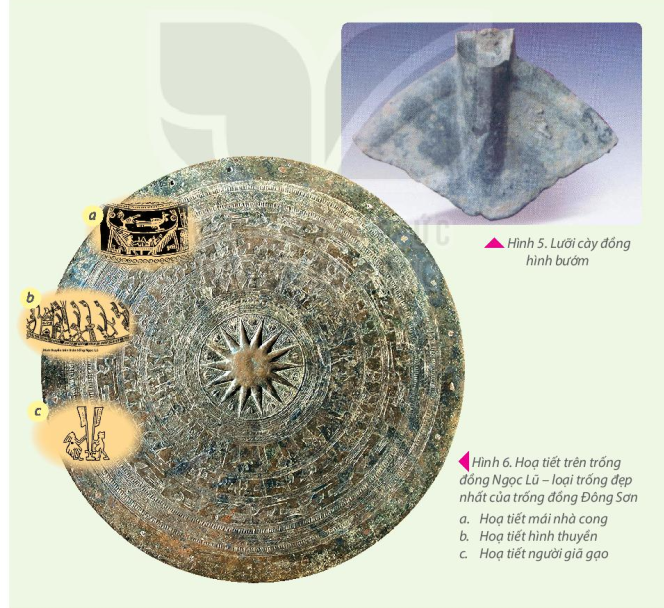 Hình 5. Lưỡi cày đồng
hình bướm
a
b
c
Hình 6. Hoạ tiết trên trống
đồng Ngọc Lũ – loại trống đẹp
nhất của trống đồng Đông Sơn
a. Hoạ tiết mái nhà cong
b. Hoạ tiết hình thuyền
c. Hoạ tiết người giã gạo